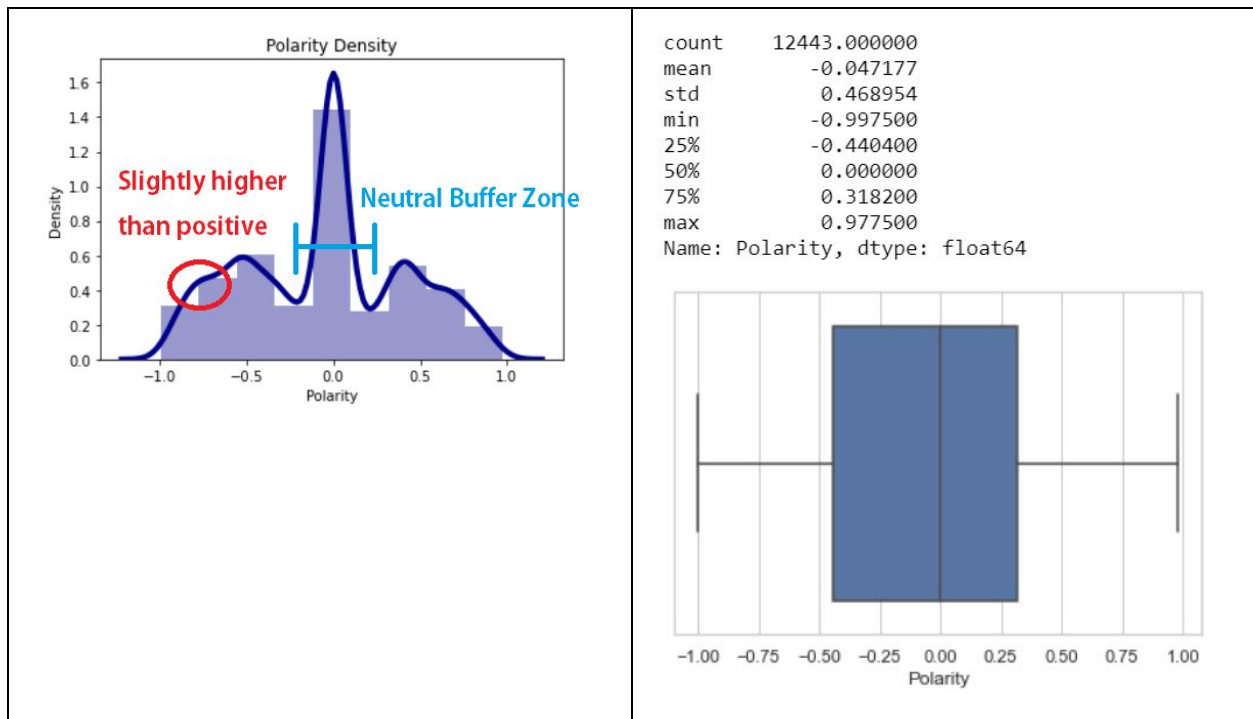 Polarity Density
1.6
1.4
1.2
1.0
0.8
0.6
0.4
0.2
0.0
Density
Slightly higher
than positive
Neutral Buffer Zone
−1.0 −0.5 0.0 0.5 1.0
Polarity
count 12443.000000
mean -0.047177
std 0.468954
min -0.997500
25% -0.440400
50% 0.000000
75% 0.318200
max 0.977500
Name: Polarity, dtype: float64
−1.00 −0.75 −0.50 −0.25 0.00 0.25 0.50 0.75 1.00
Polarity